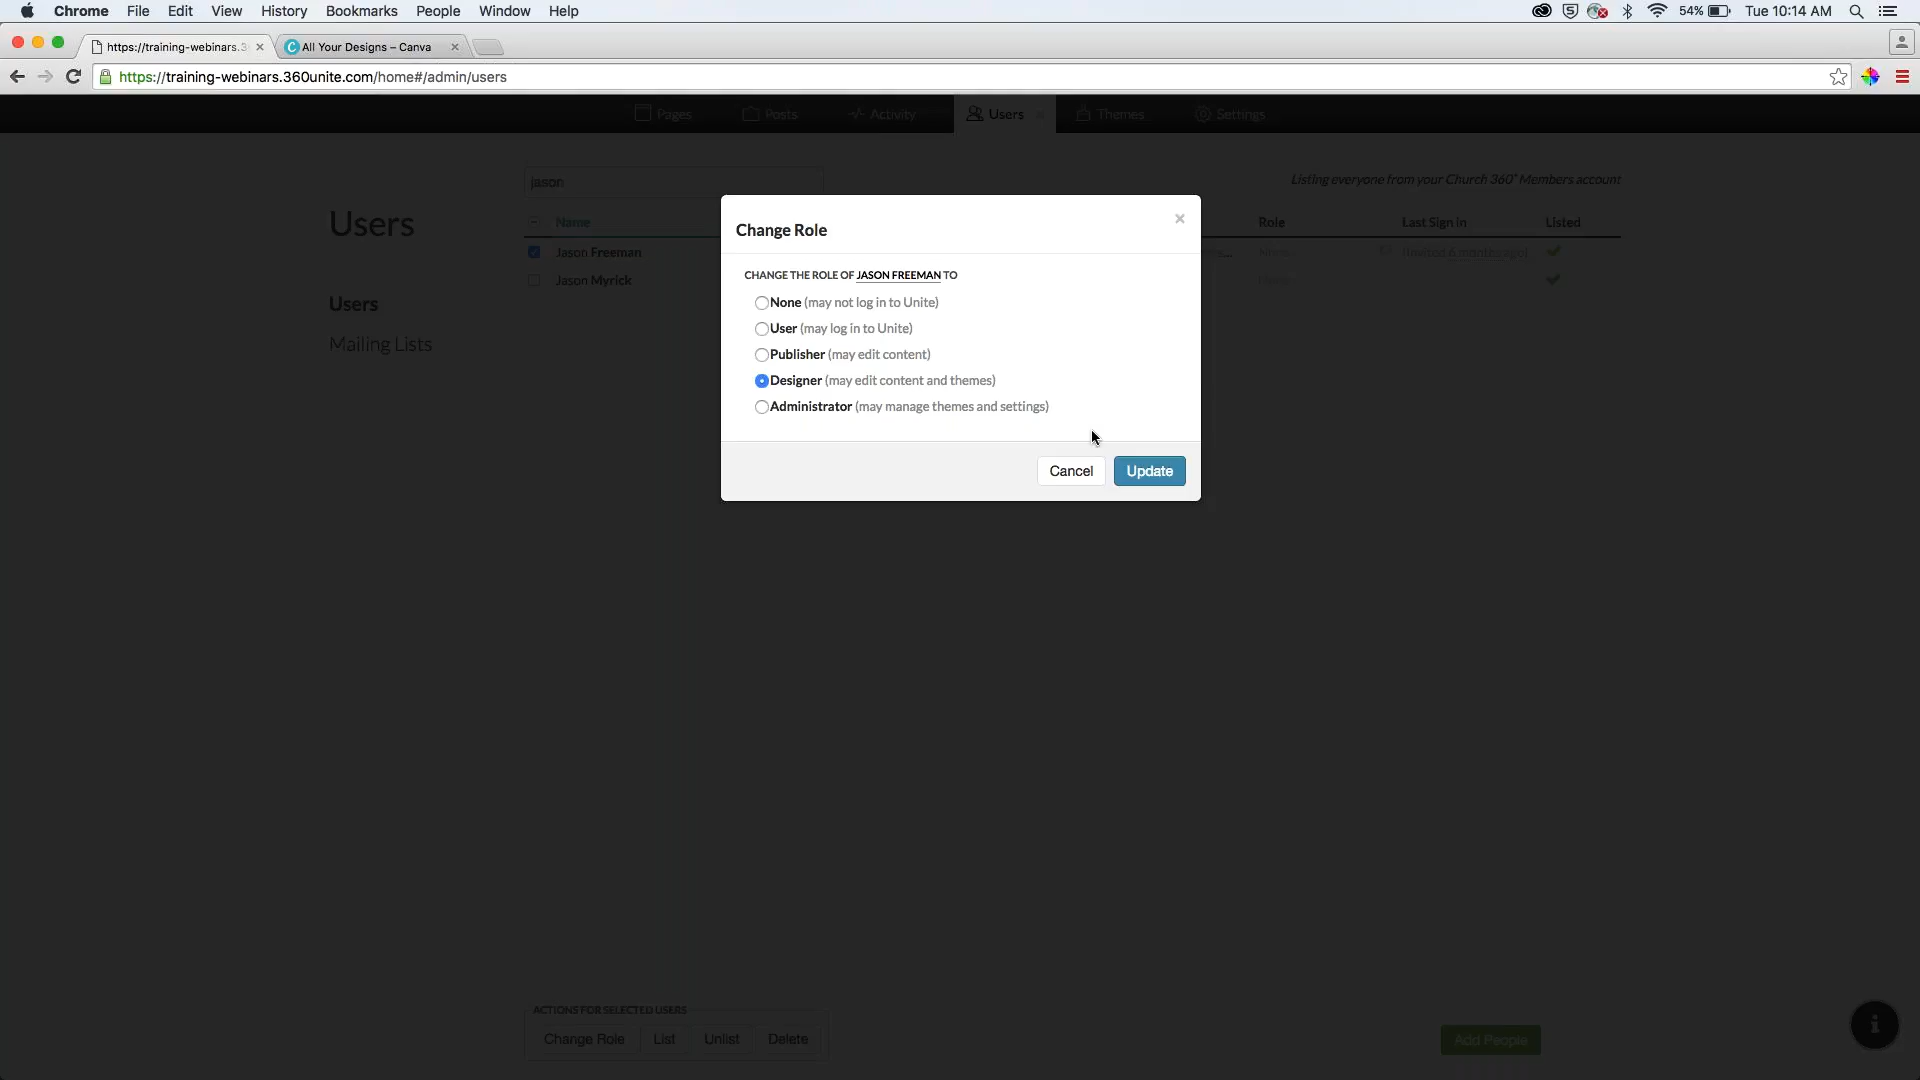 Chrome File Edit View History Bookmarks People Window Help 54% Tue 10:14 AM
https://training-webinars.3 All Your Designs – Canva
https://training-webinars.360unite.com/home#/admin/users
Pages Posts Activity Users Themes Settings
jason
Listing everyone from your Church 360° Members account
Users
Name Role Last Sign in Listed
Jason Freeman (invited 6 months ago)
Jason Myrick
Users
Mailing Lists
Change Role
CHANGE THE ROLE OF JASON FREEMAN TO
None (may not log in to Unite)
User (may log in to Unite)
Publisher (may edit content)
Designer (may edit content and themes)
Administrator (may manage themes and settings)
Cancel Update
ACTIONS FOR SELECTED USERS
Change Role List Unlist Delete
Add People